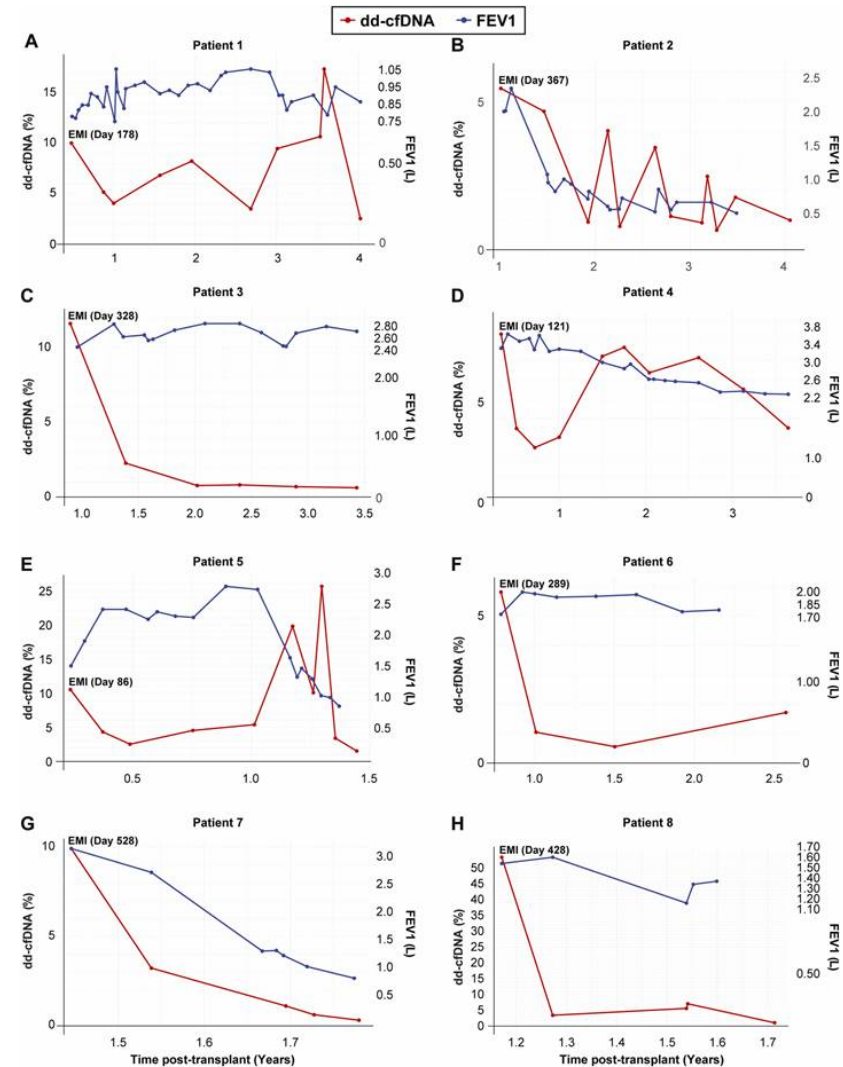 dd-cfDNA FEV1
A
Patient 1
EMI (Day 178)
dd-cfDNA (%)
15
10
5
0
1.05
0.95
0.85
0.75
0.50
0
FEV1 (L)
1 2 3 4
B
Patient 2
EMI (Day 367)
dd-cfDNA (%)
5
0
2.5
2.0
1.5
1.0
0.5
FEV1 (L)
1 2 3 4
C
Patient 3
EMI (Day 328)
dd-cfDNA (%)
10
5
0
2.80
2.60
2.40
2.00
1.00
0
FEV1 (L)
1.0 1.5 2.0 2.5 3.0 3.5
D
Patient 4
EMI (Day 121)
dd-cfDNA (%)
5
0
3.8
3.4
3.0
2.6
2.2
1.0
0
FEV1 (L)
1 2 3
E
Patient 5
EMI (Day 86)
dd-cfDNA (%)
25
20
15
10
5
0
3.0
2.5
2.0
1.5
1.0
0.5
FEV1 (L)
0.5 1.0 1.5
F
Patient 6
EMI (Day 289)
dd-cfDNA (%)
5
0
2.00
1.85
1.70
1.00
0
FEV1 (L)
1.0 1.5 2.0 2.5
G
Patient 7
EMI (Day 528)
dd-cfDNA (%)
10
5
0
3.0
2.5
2.0
1.5
1.0
0.5
FEV1 (L)
1.5 1.6 1.7
Time post-transplant (Years)
H
Patient 8
EMI (Day 428)
dd-cfDNA (%)
50
45
40
35
30
25
20
15
10
5
0
1.70
1.60
1.50
1.40
1.30
1.20
1.10
0.50
FEV1 (L)
1.2 1.3 1.4 1.5 1.6 1.7
Time post-transplant (Years)